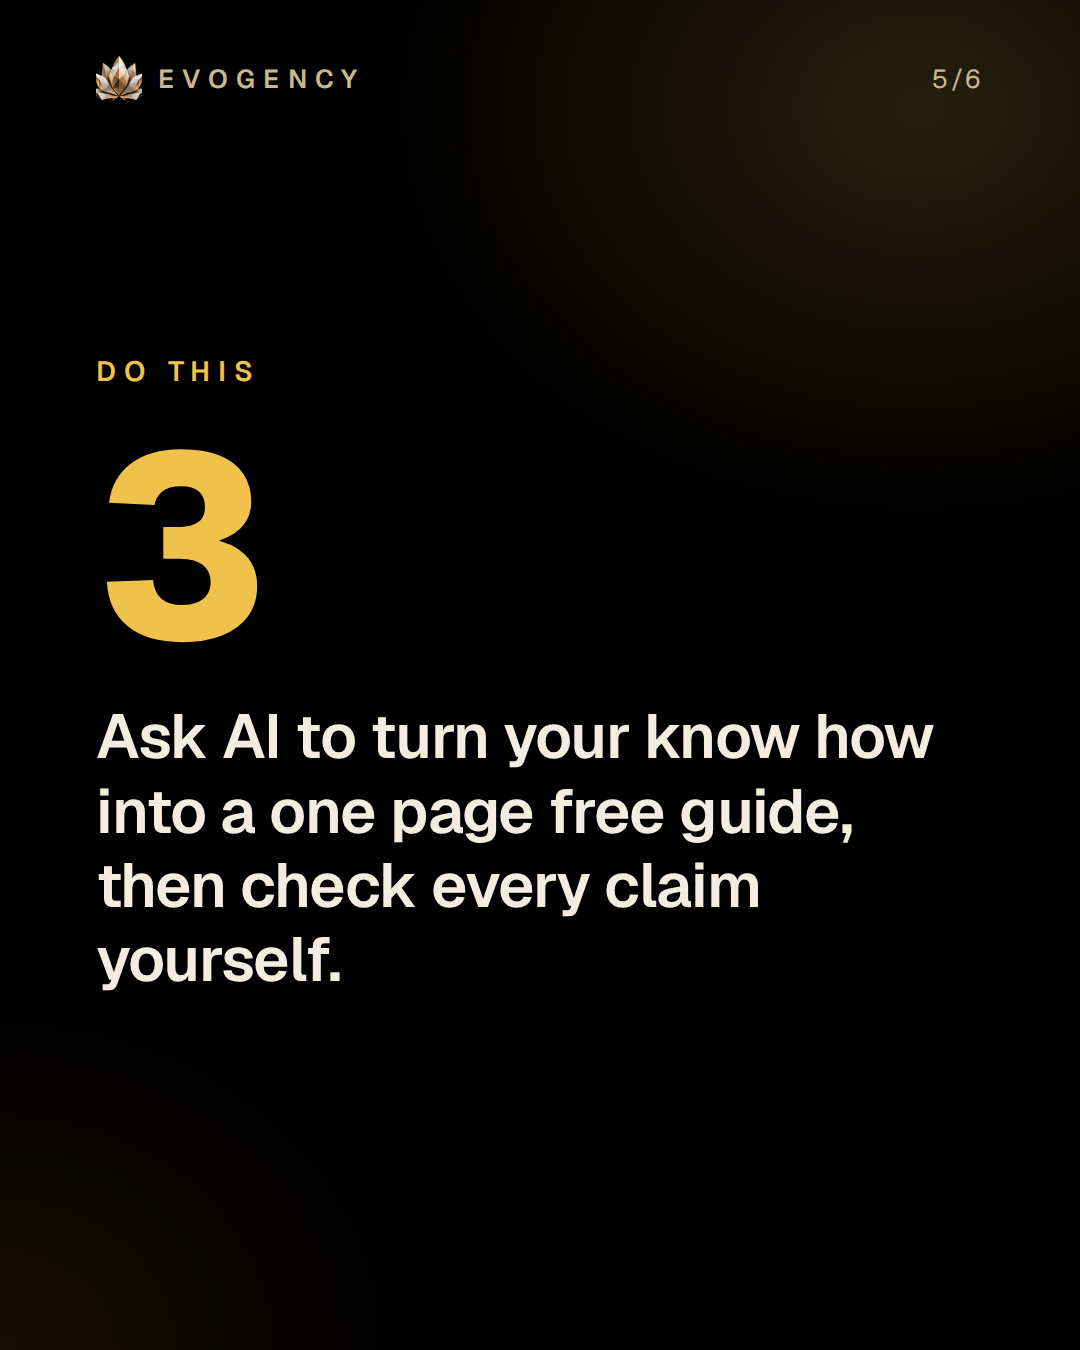 EVOGENCY
5/6
DO THIS
3
Ask AI to turn your know how
into a one page free guide,
then check every claim
yourself.